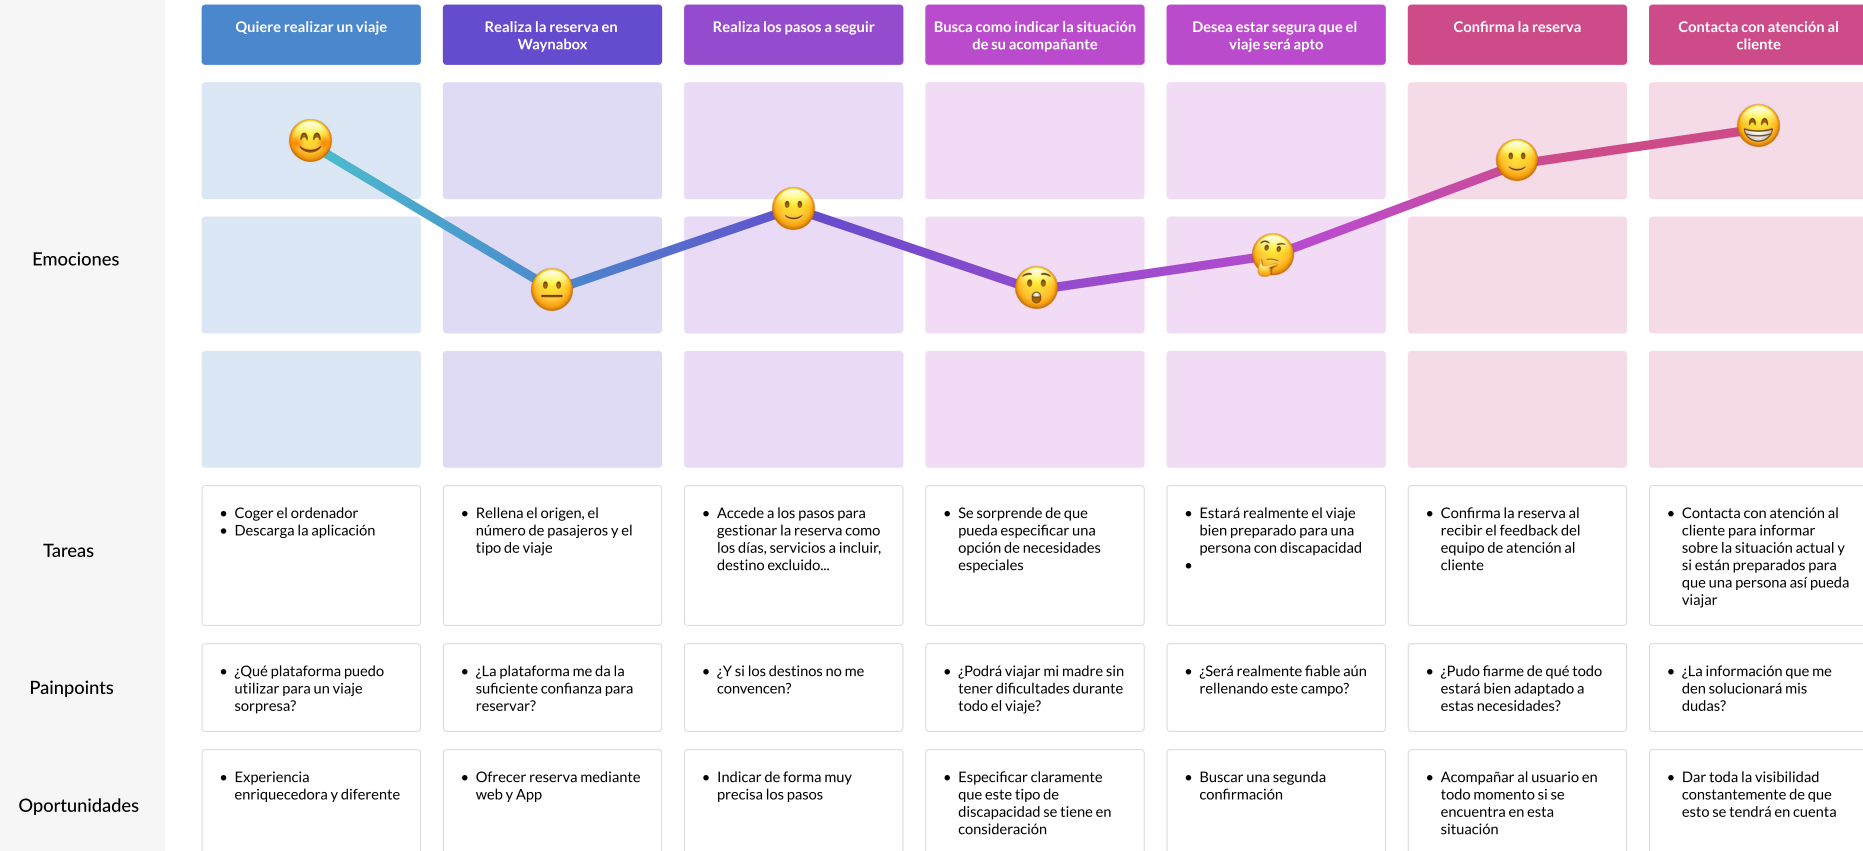 Quiere realizar un viaje
Realiza la reserva en
Waynabox
Realiza los pasos a seguir
Busca como indicar la situación
de su acompañante
Desea estar segura que el
viaje será apto
Confirma la reserva
Contacta con atención al
cliente
Emociones
Tareas
• Coger el ordenador
• Descarga la aplicación
• Rellena el origen, el
número de pasajeros y el
tipo de viaje
• Accede a los pasos para
gestionar la reserva como
los días, servicios a incluir,
destino excluido...
• Se sorprende de que
pueda especificar una
opción de necesidades
especiales
• Estará realmente el viaje
bien preparado para una
persona con discapacidad
•
• Confirma la reserva al
recibir el feedback del
equipo de atención al
cliente
• Contacta con atención al
cliente para informar
sobre la situación actual y
si están preparados para
que una persona así pueda
viajar
Painpoints
• ¿Qué plataforma puedo
utilizar para un viaje
sorpresa?
• ¿La plataforma me da la
suficiente confianza para
reservar?
• ¿Y si los destinos no me
convencen?
• ¿Podrá viajar mi madre sin
tener dificultades durante
todo el viaje?
• ¿Será realmente fiable aún
rellenando este campo?
• ¿Pudo fiarme de qué todo
estará bien adaptado a
estas necesidades?
• ¿La información que me
den solucionará mis
dudas?
Oportunidades
• Experiencia
enriquecedora y diferente
• Ofrecer reserva mediante
web y App
• Indicar de forma muy
precisa los pasos
• Especificar claramente
que este tipo de
discapacidad se tiene en
consideración
• Buscar una segunda
confirmación
• Acompañar al usuario en
todo momento si se
encuentra en esta
situación
• Dar toda la visibilidad
constantemente de que
esto se tendrá en cuenta